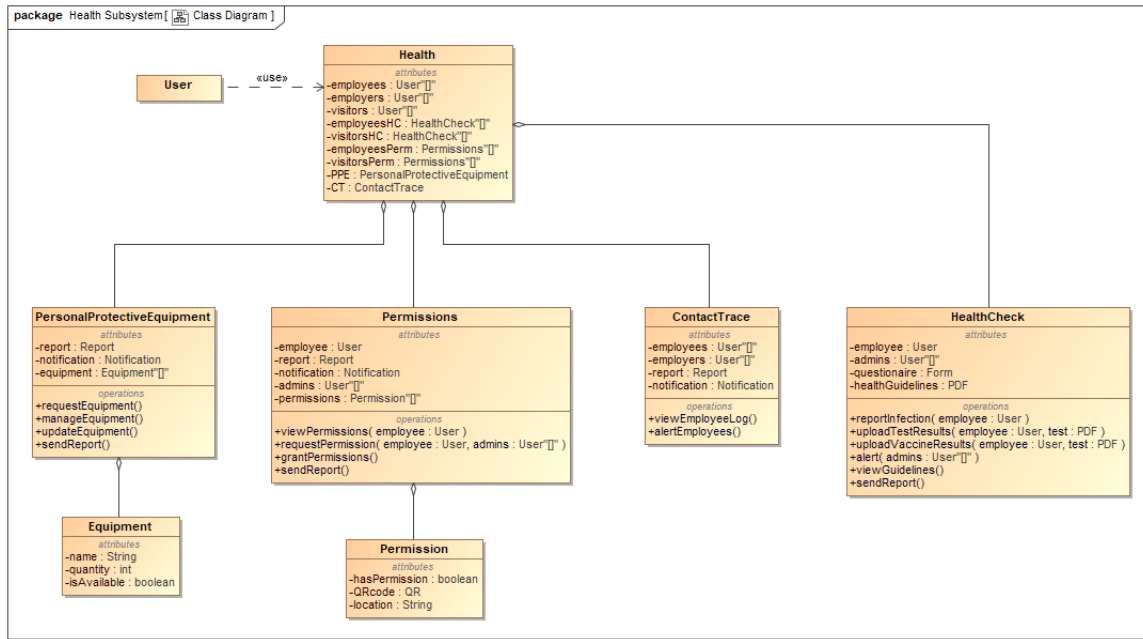 package Health Subsystem[ Class Diagram ]
User
«use»
Health
attributes
-employees : User"[]"
-employers : User"[]"
-visitors : User"[]"
-employeesHC : HealthCheck"[]"
-visitorsHC : HealthCheck"[]"
-employeesPerm : Permissions"[]"
-visitorsPerm : Permissions"[]"
-PPE : PersonalProtectiveEquipment
-CT : ContactTrace
PersonalProtectiveEquipment
attributes
-report : Report
-notification : Notification
-equipment : Equipment"[]"
operations
+requestEquipment()
+manageEquipment()
+updateEquipment()
+sendReport()
Permissions
attributes
-employee : User
-report : Report
-notification : Notification
-admins : User"[]"
-permissions : Permission"[]"
operations
+viewPermissions( employee : User )
+requestPermission( employee : User, admins : User"[]" )
+grantPermissions()
+sendReport()
ContactTrace
attributes
-employees : User"[]"
-employers : User"[]"
-report : Report
-notification : Notification
operations
+viewEmployeeLog()
+alertEmployees()
HealthCheck
attributes
-employee : User
-admins : User"[]"
-questionaire : Form
-healthGuidelines : PDF
operations
+reportInfection( employee : User )
+uploadTestResults( employee : User, test : PDF )
+uploadVaccineResults( employee : User, test : PDF )
+alert( admins : User"[]" )
+viewGuidelines()
+sendReport()
Equipment
attributes
-name : String
-quantity : int
-isAvailable : boolean
Permission
attributes
-hasPermission : boolean
-QRcode : QR
-location : String